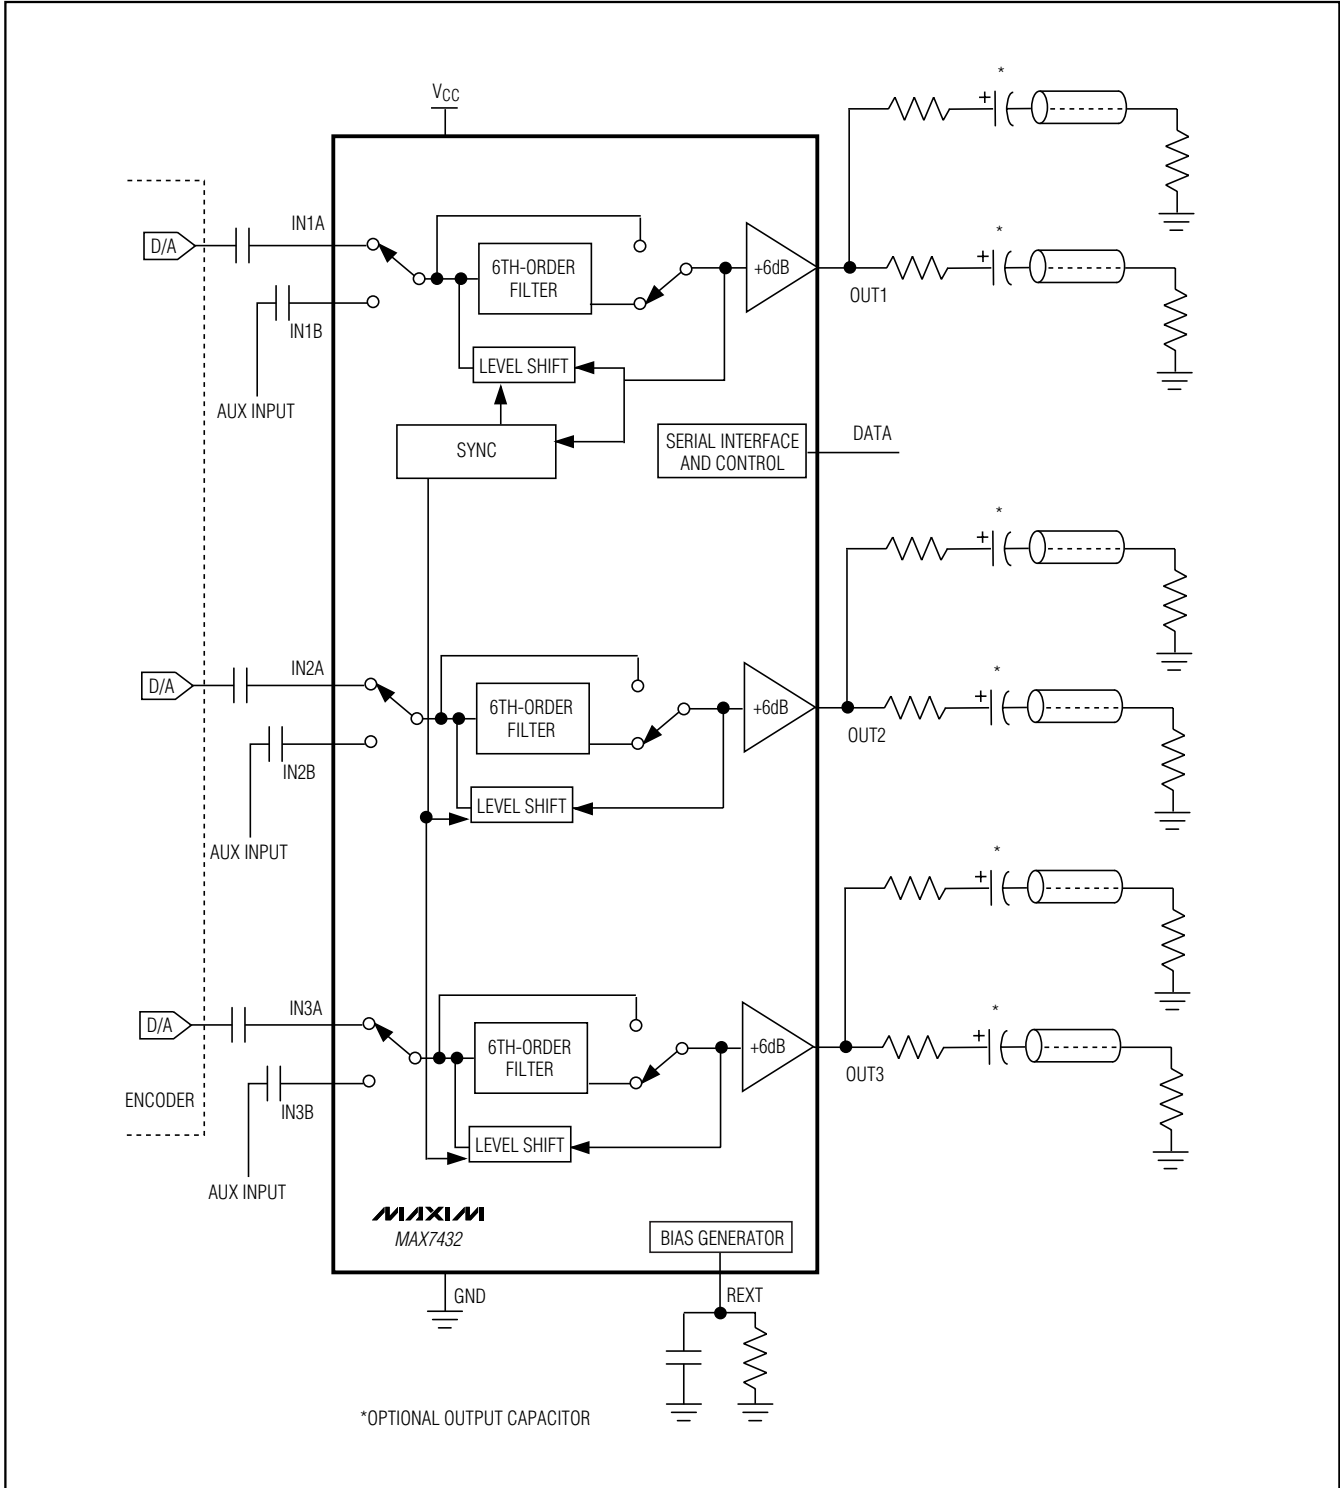 VCC
*
+
IN1A
D/A
6TH-ORDER
FILTER
+6dB
*
+
OUT1
IN1B
LEVEL SHIFT
AUX INPUT
SYNC
SERIAL INTERFACE
AND CONTROL
DATA
*
+
IN2A
D/A
6TH-ORDER
FILTER
+6dB
*
+
OUT2
IN2B
LEVEL SHIFT
AUX INPUT
*
+
IN3A
D/A
6TH-ORDER
FILTER
+6dB
*
+
OUT3
ENCODER
IN3B
LEVEL SHIFT
AUX INPUT
MAXIM
MAX7432
BIAS GENERATOR
GND
REXT
*OPTIONAL OUTPUT CAPACITOR